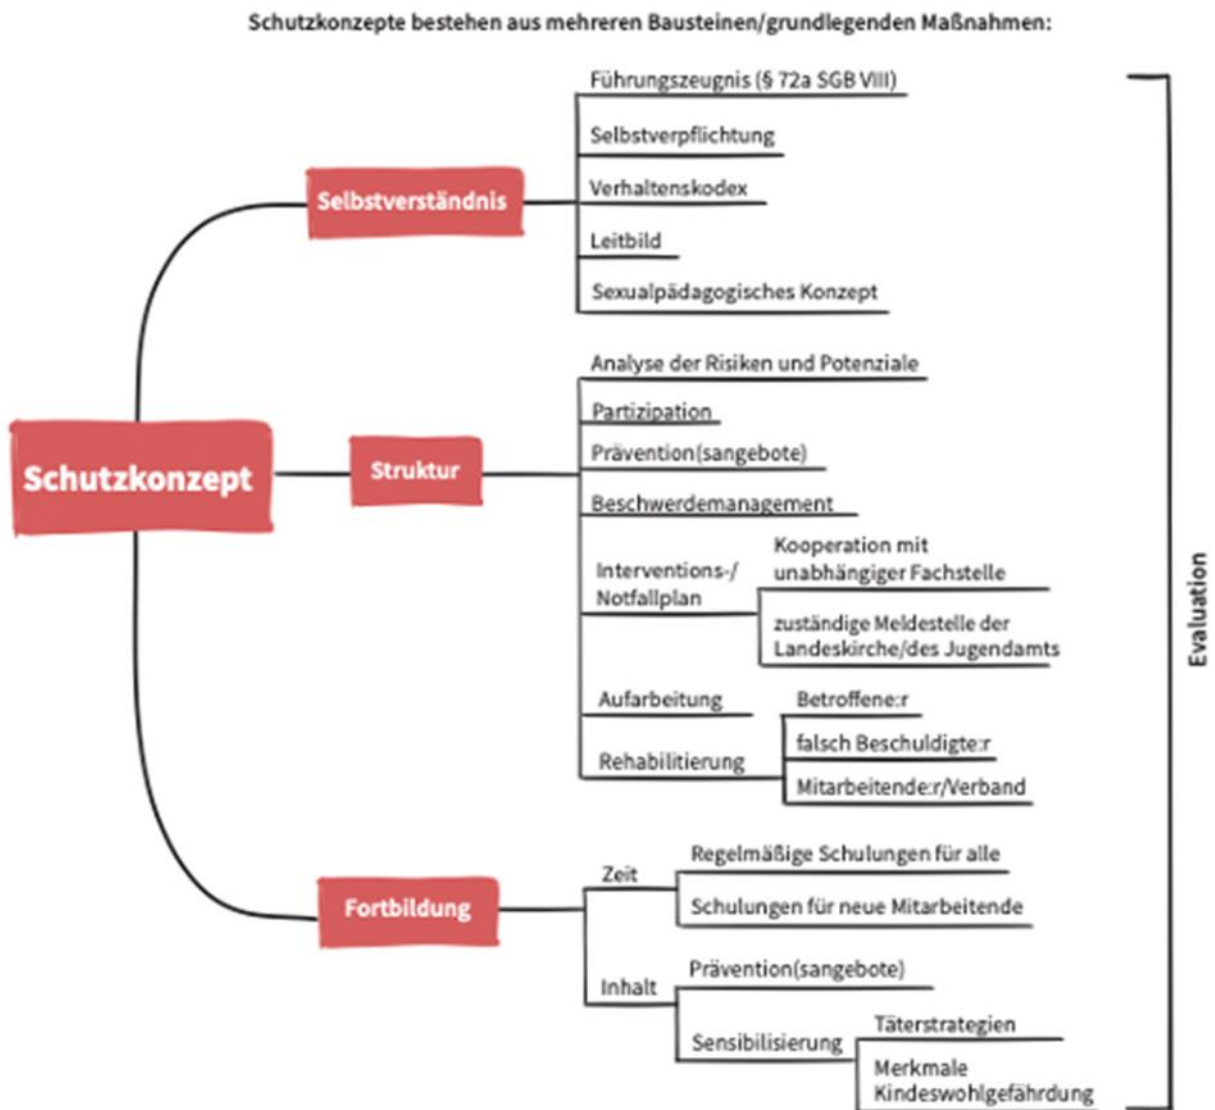 Schutzkonzepte bestehen aus mehreren Bausteinen/grundlegenden Maßnahmen:
Schutzkonzept
Selbstverständnis
Führungszeugnis (§ 72a SGB VIII)
Selbstverpflichtung
Verhaltenskodex
Leitbild
Sexualpädagogisches Konzept
Struktur
Analyse der Risiken und Potenziale
Partizipation
Prävention(sangebote)
Beschwerdemanagement
Interventions-/
Notfallplan
Kooperation mit
unabhängiger Fachstelle
zuständige Meldestelle der
Landeskirche/des Jugendamts
Aufarbeitung
Rehabilitierung
Betroffene:r
falsch Beschuldigte:r
Mitarbeitende:r/Verband
Fortbildung
Zeit
Regelmäßige Schulungen für alle
Schulungen für neue Mitarbeitende
Inhalt
Prävention(sangebote)
Sensibilisierung
Täterstrategien
Merkmale
Kindeswohlgefährdung
Evaluation